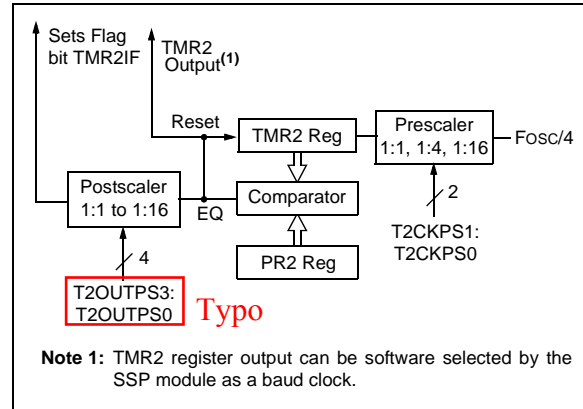 Sets Flag
bit TMR2IF
TMR2
Output(1)
Reset
TMR2 Reg
Prescaler
1:1, 1:4, 1:16
FOSC/4
Postscaler
1:1 to 1:16
EQ
Comparator
2
T2CKPS1:
T2CKPS0
4
PR2 Reg
T2OUTPS3:
T2OUTPS0
Typo
Note 1: TMR2 register output can be software selected by the
SSP module as a baud clock.